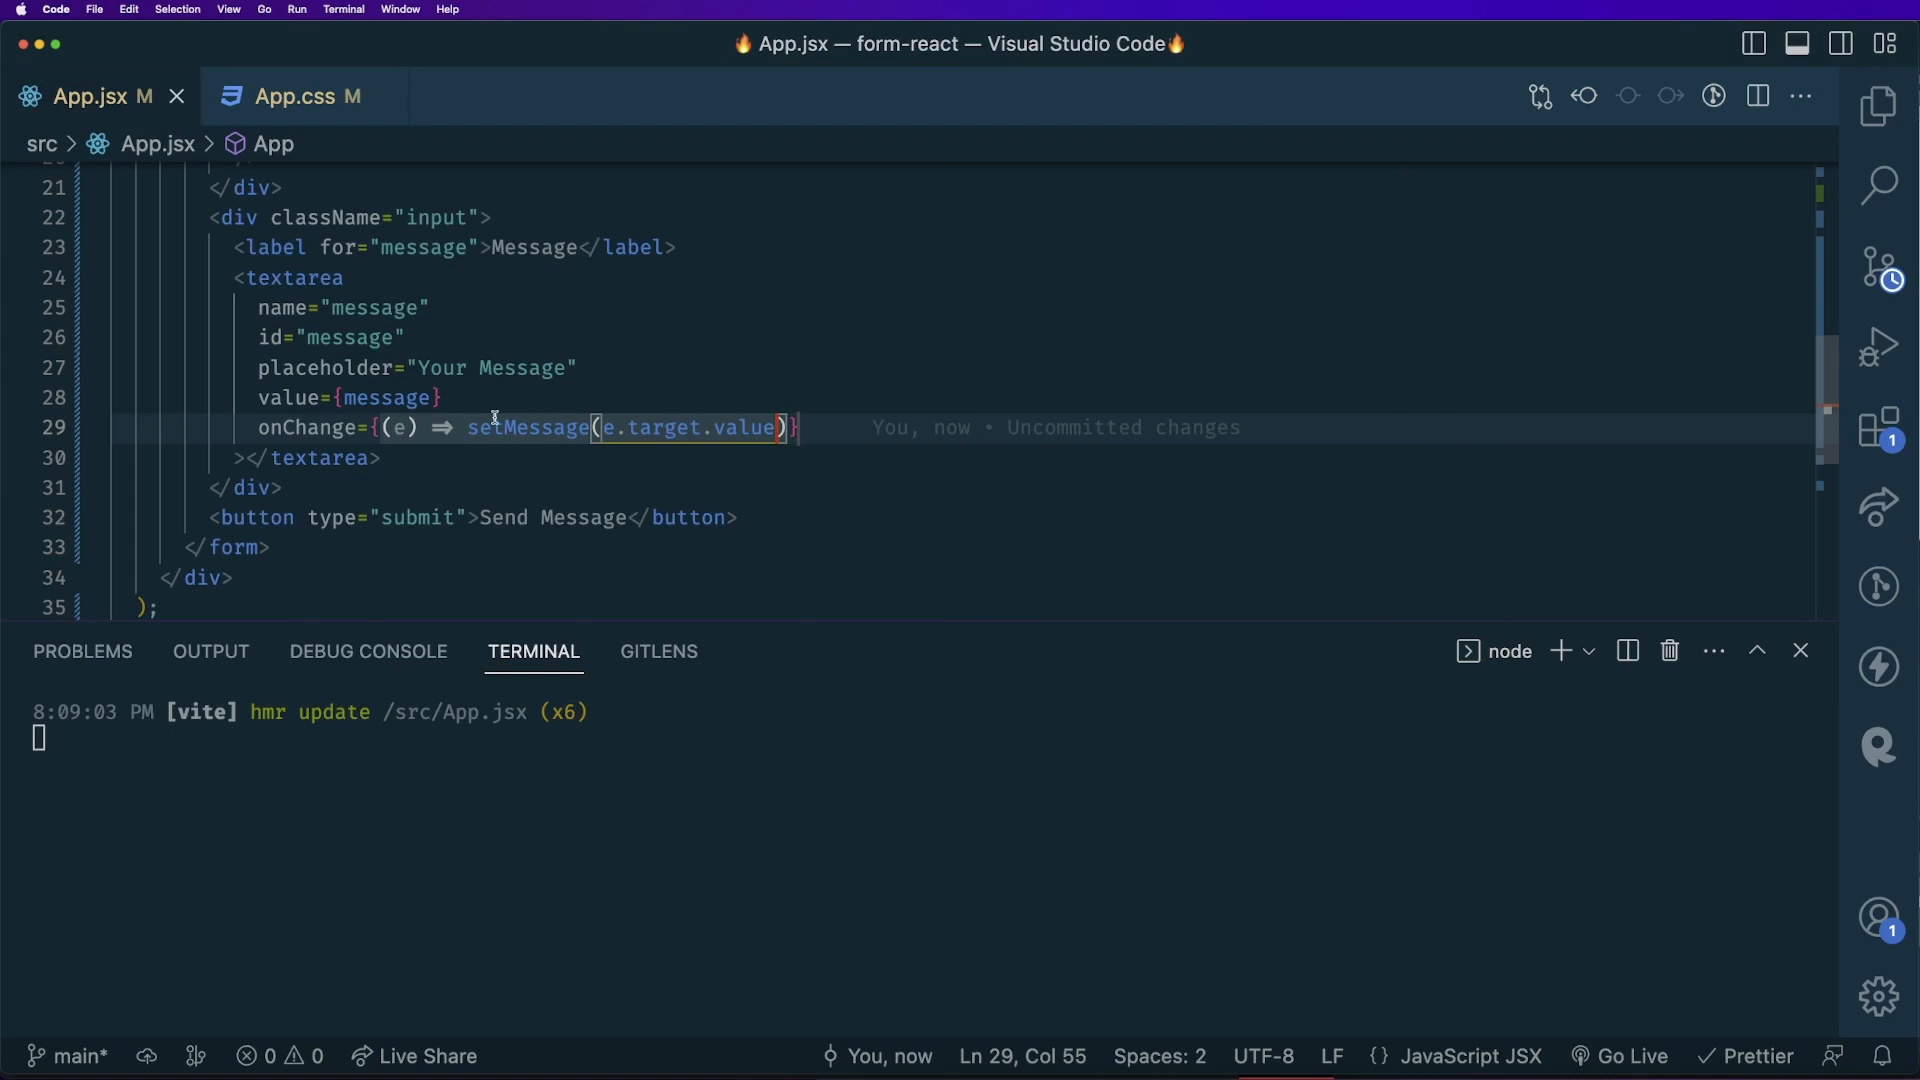 Code File Edit Selection View Go Run Terminal Window Help
🔥 App.jsx — form-react — Visual Studio Code🔥
App.jsx M App.css M
src > App.jsx > App
21 </div>
22 <div className="input">
23 <label for="message">Message</label>
24 <textarea
25 name="message"
26 id="message"
27 placeholder="Your Message"
28 value={message}
29 onChange={(e) => setMessage(e.target.value)} You, now • Uncommitted changes
30 ></textarea>
31 </div>
32 <button type="submit">Send Message</button>
33 </form>
34 </div>
35 );
PROBLEMS OUTPUT DEBUG CONSOLE TERMINAL GITLENS node
8:09:03 PM [vite] hmr update /src/App.jsx (x6)
1
1
main* 0 0 Live Share You, now Ln 29, Col 55 Spaces: 2 UTF-8 LF {} JavaScript JSX Go Live Prettier